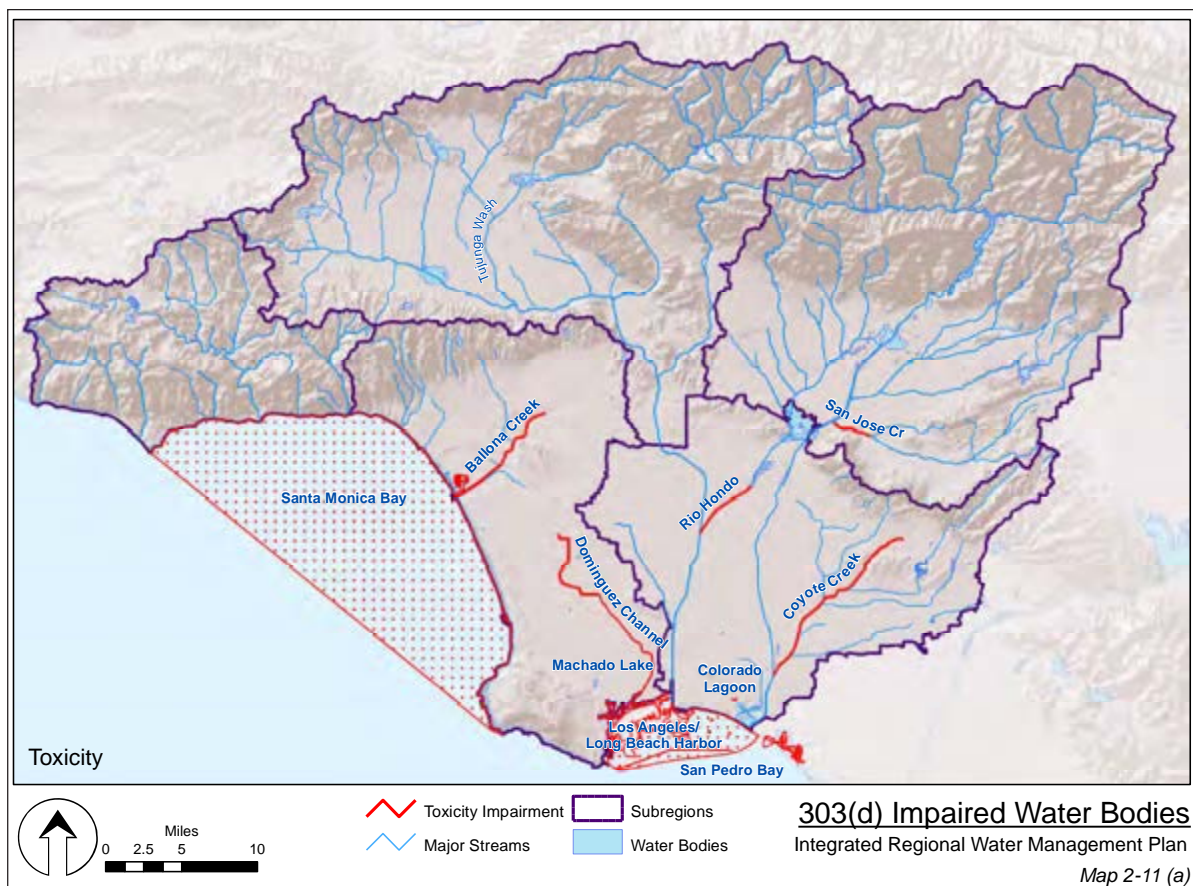 Tujunga Wash
San Jose Cr
Ballona Creek
Santa Monica Bay
Rio Hondo
Dominguez Channel
Coyote Creek
Machado Lake
Colorado
Lagoon
Los Angeles/
Long Beach Harbor
San Pedro Bay
Toxicity
Miles
0 2.5 5 10
Toxicity Impairment
Major Streams
Subregions
Water Bodies
303(d) Impaired Water Bodies
Integrated Regional Water Management Plan
Map 2-11 (a)